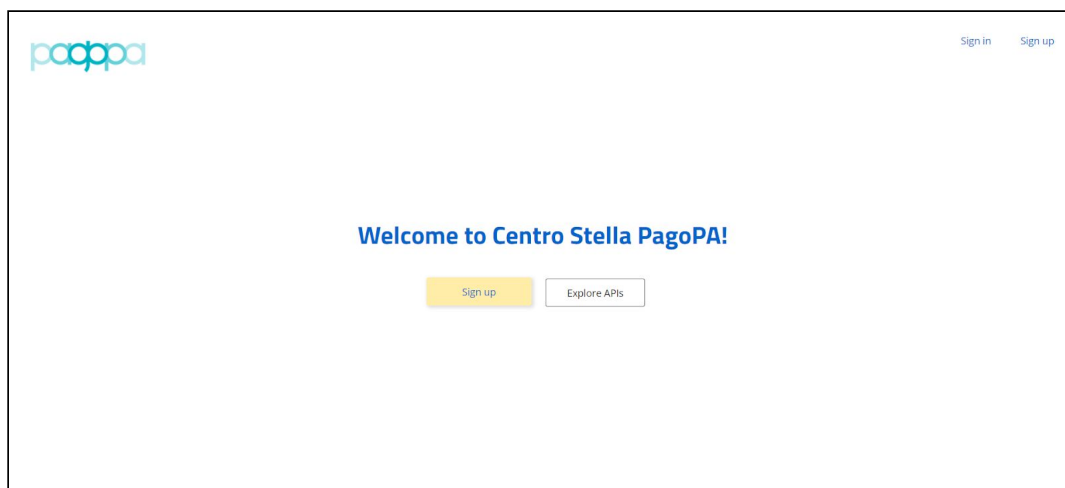 pagopa
Sign in
Sign up
Welcome to Centro Stella PagoPA!
Sign up
Explore APIs